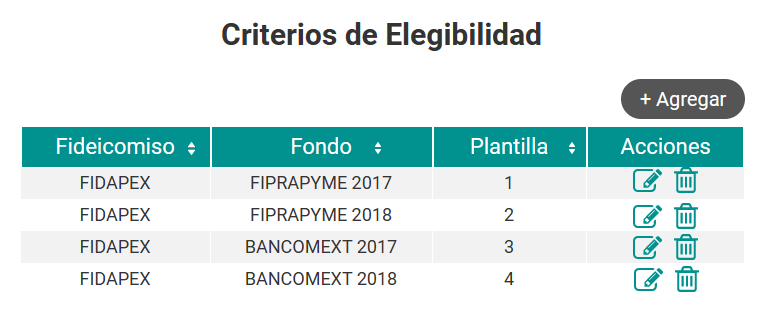 Criterios de Elegibilidad
+ Agregar
Fideicomiso Fondo Plantilla Acciones
FIDAPEX FIPRAPYME 2017 1
FIDAPEX FIPRAPYME 2018 2
FIDAPEX BANCOMEXT 2017 3
FIDAPEX BANCOMEXT 2018 4